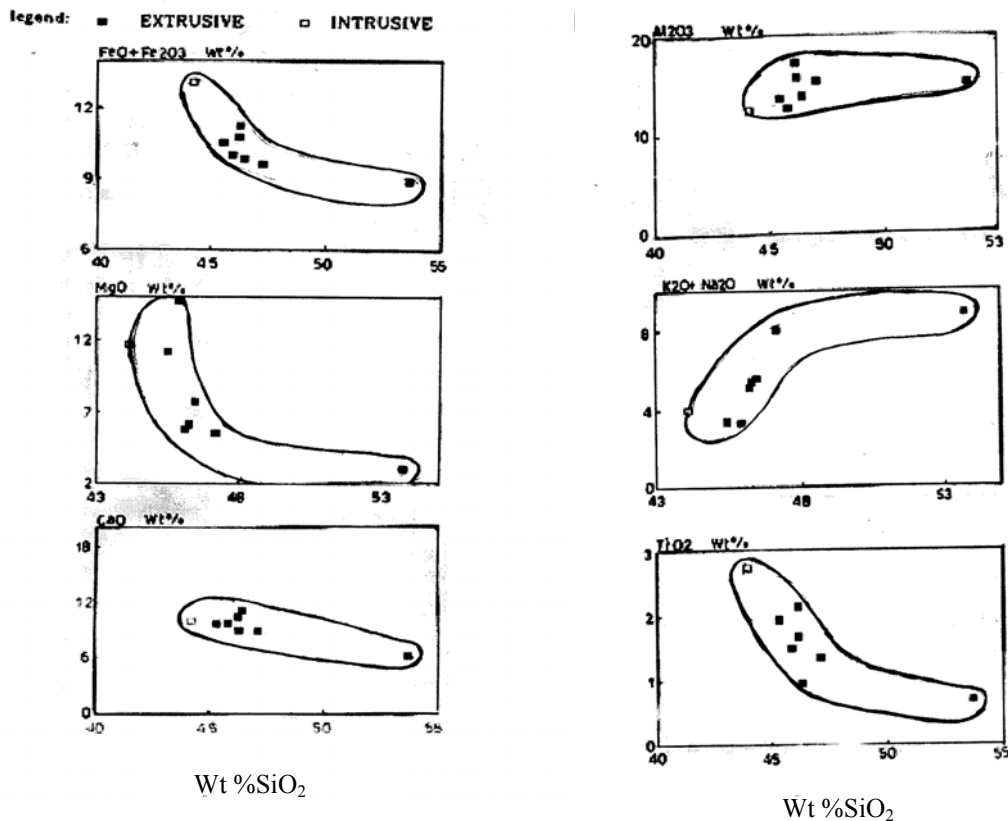 legend: ■ EXTRUSIVE □ INTRUSIVE
FeO+Fe2O3 Wt%
12
9
6
40 45 50 55
MgO Wt%
12
7
2
43 48 53
CaO Wt%
18
12
6
0
40 45 50 55
Wt %SiO2
Al2O3 Wt%
20
10
0
40 45 50 53
K2O+Na2O Wt%
8
4
0
43 48 53
TiO2 Wt%
3
2
1
0
40 45 50 55
Wt %SiO2